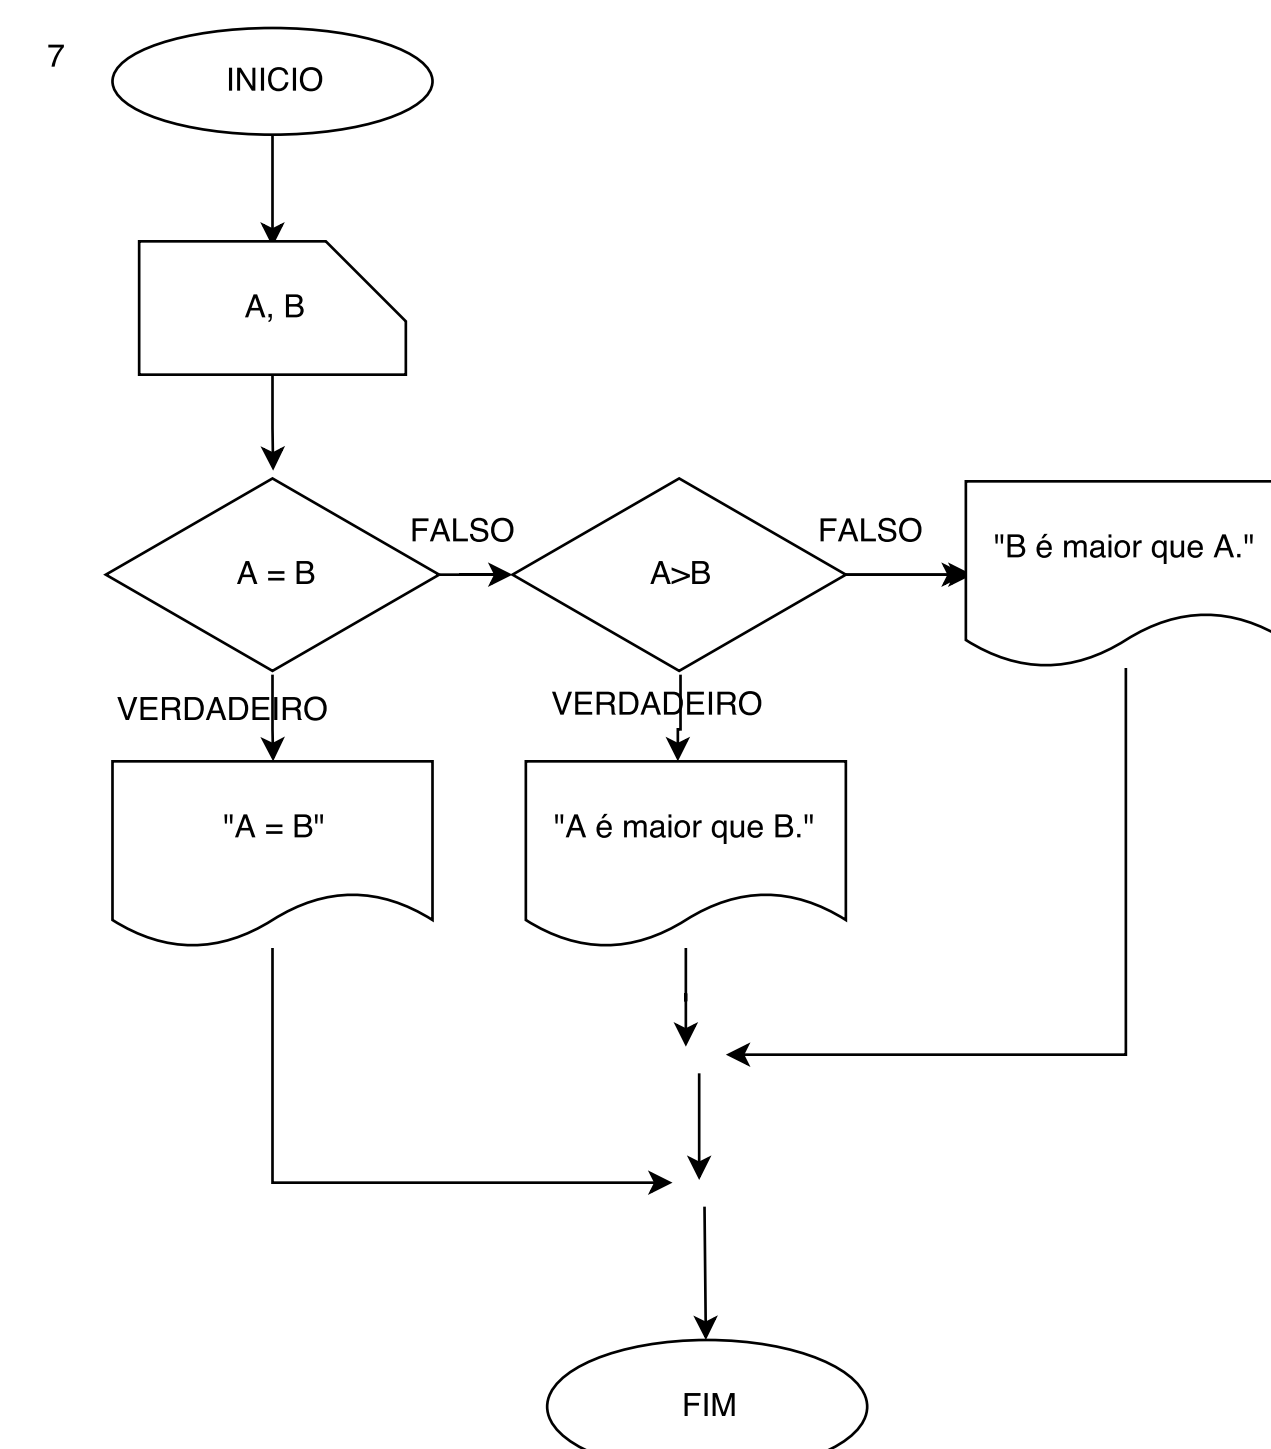 7
INICIO
A, B
A = B
FALSO
A>B
FALSO
"B é maior que A."
VERDADEIRO
VERDADEIRO
"A = B"
"A é maior que B."
FIM